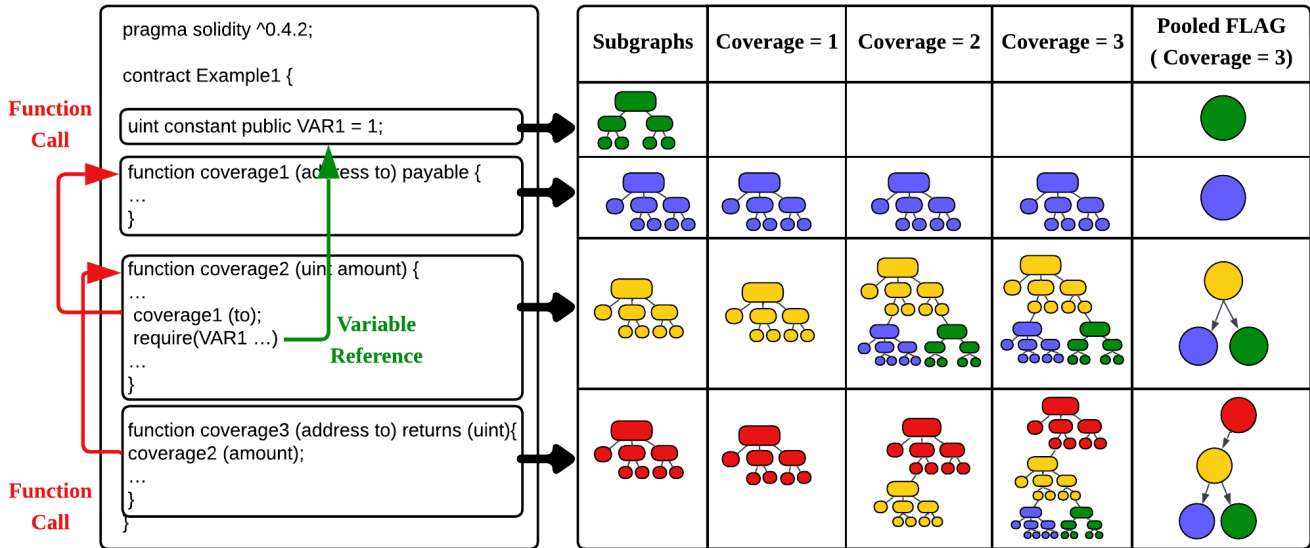 pragma solidity ^0.4.2;
contract Example1 {
Function
Call
uint constant public VAR1 = 1;
function coverage1 (address to) payable {
…
}
function coverage2 (uint amount) {
…
coverage1 (to);
require(VAR1 …)
…
}
Variable
Reference
function coverage3 (address to) returns (uint){
coverage2 (amount);
…
}
}
Function
Call
Subgraphs
Coverage = 1
Coverage = 2
Coverage = 3
Pooled FLAG
( Coverage = 3)